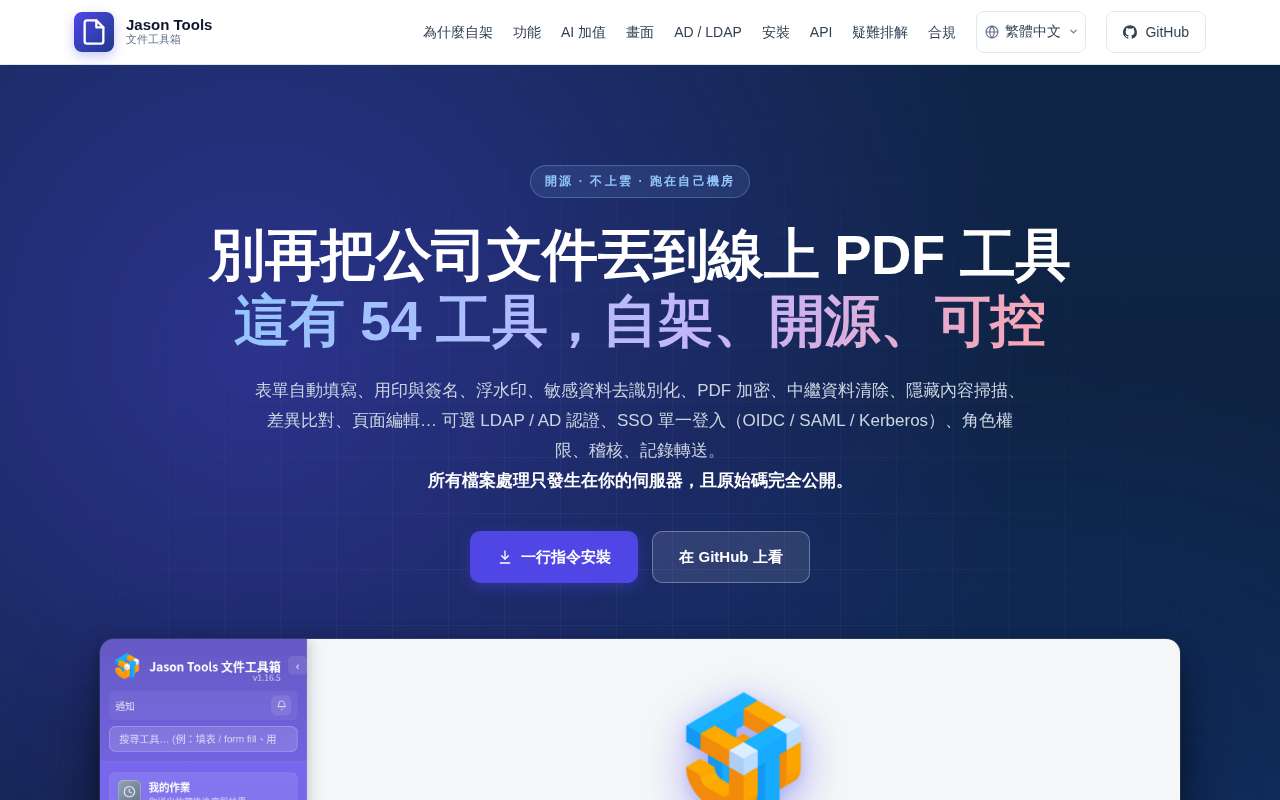 Jason Tools
文件工具箱
為什麼自架 功能 AI 加值 畫面 AD / LDAP 安裝 API 疑難排解 合規 繁體中文 GitHub
開源 · 不上雲 · 跑在自己機房
別再把公司文件丟到線上 PDF 工具
這有 54 工具，自架、開源、可控
表單自動填寫、用印與簽名、浮水印、敏感資料去識別化、PDF 加密、中繼資料清除、隱藏內容掃描、
差異比對、頁面編輯… 可選 LDAP / AD 認證、SSO 單一登入（OIDC / SAML / Kerberos）、角色權
限、稽核、記錄轉送。
所有檔案處理只發生在你的伺服器，且原始碼完全公開。
一行指令安裝 在 GitHub 上看
Jason Tools 文件工具箱
v1.16.5
通知
搜尋工具… (例：填表 / form fill、用
我的作業